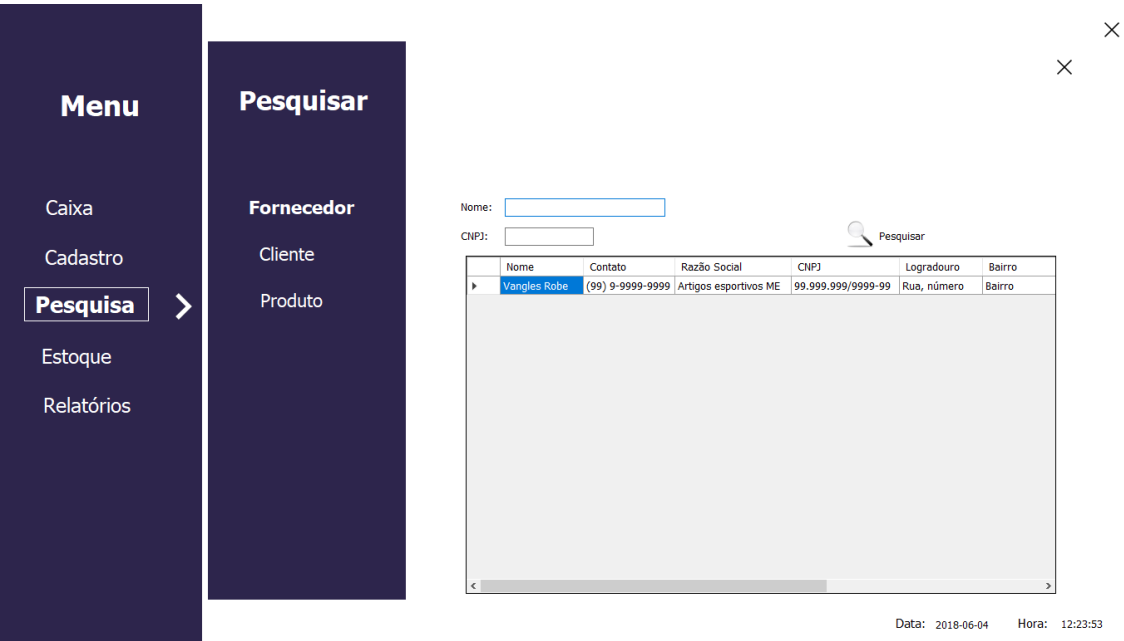 Menu
Caixa
Cadastro
Pesquisa
Estoque
Relatórios
Pesquisar
Fornecedor
Cliente
Produto
Nome:
CNPJ:
Pesquisar
Nome Contato Razão Social CNPJ Logradouro Bairro
Vangles Robe (99) 9-9999-9999 Artigos esportivos ME 99.999.999/9999-99 Rua, número Bairro
Data: 2018-06-04 Hora: 12:23:53